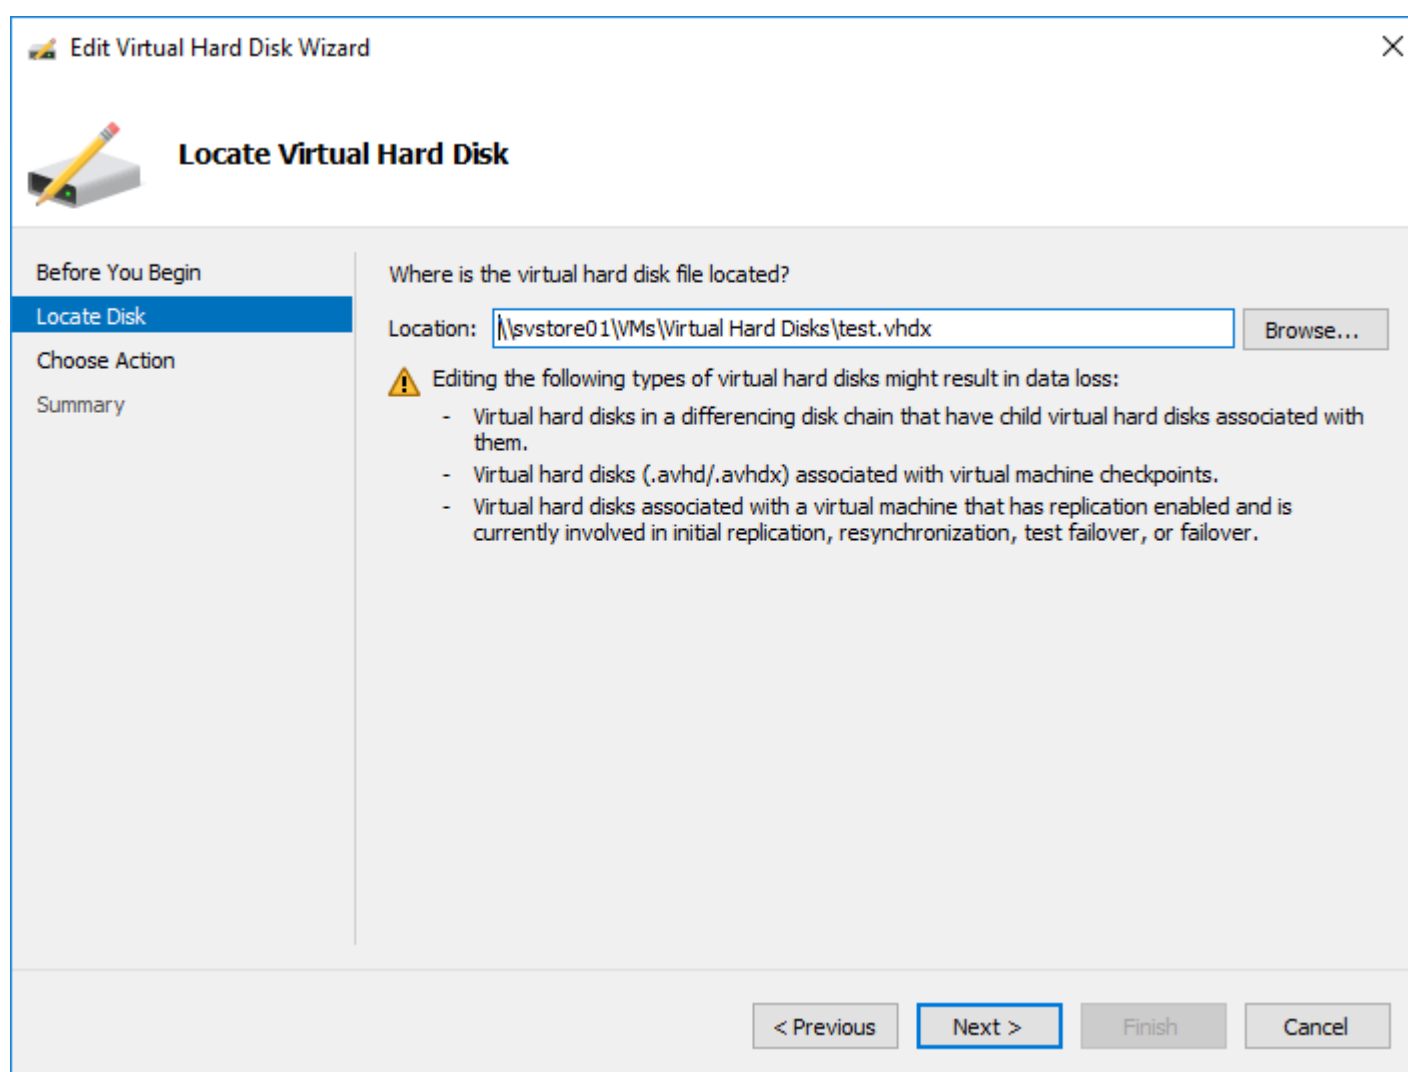 Edit Virtual Hard Disk Wizard
Locate Virtual Hard Disk
Before You Begin
Locate Disk
Choose Action
Summary
Where is the virtual hard disk file located?
Location: \\svstore01\VMs\Virtual Hard Disks\test.vhdx Browse...
Editing the following types of virtual hard disks might result in data loss:
- Virtual hard disks in a differencing disk chain that have child virtual hard disks associated with
them.
- Virtual hard disks (.avhd/.avhdx) associated with virtual machine checkpoints.
- Virtual hard disks associated with a virtual machine that has replication enabled and is
currently involved in initial replication, resynchronization, test failover, or failover.
< Previous Next > Finish Cancel